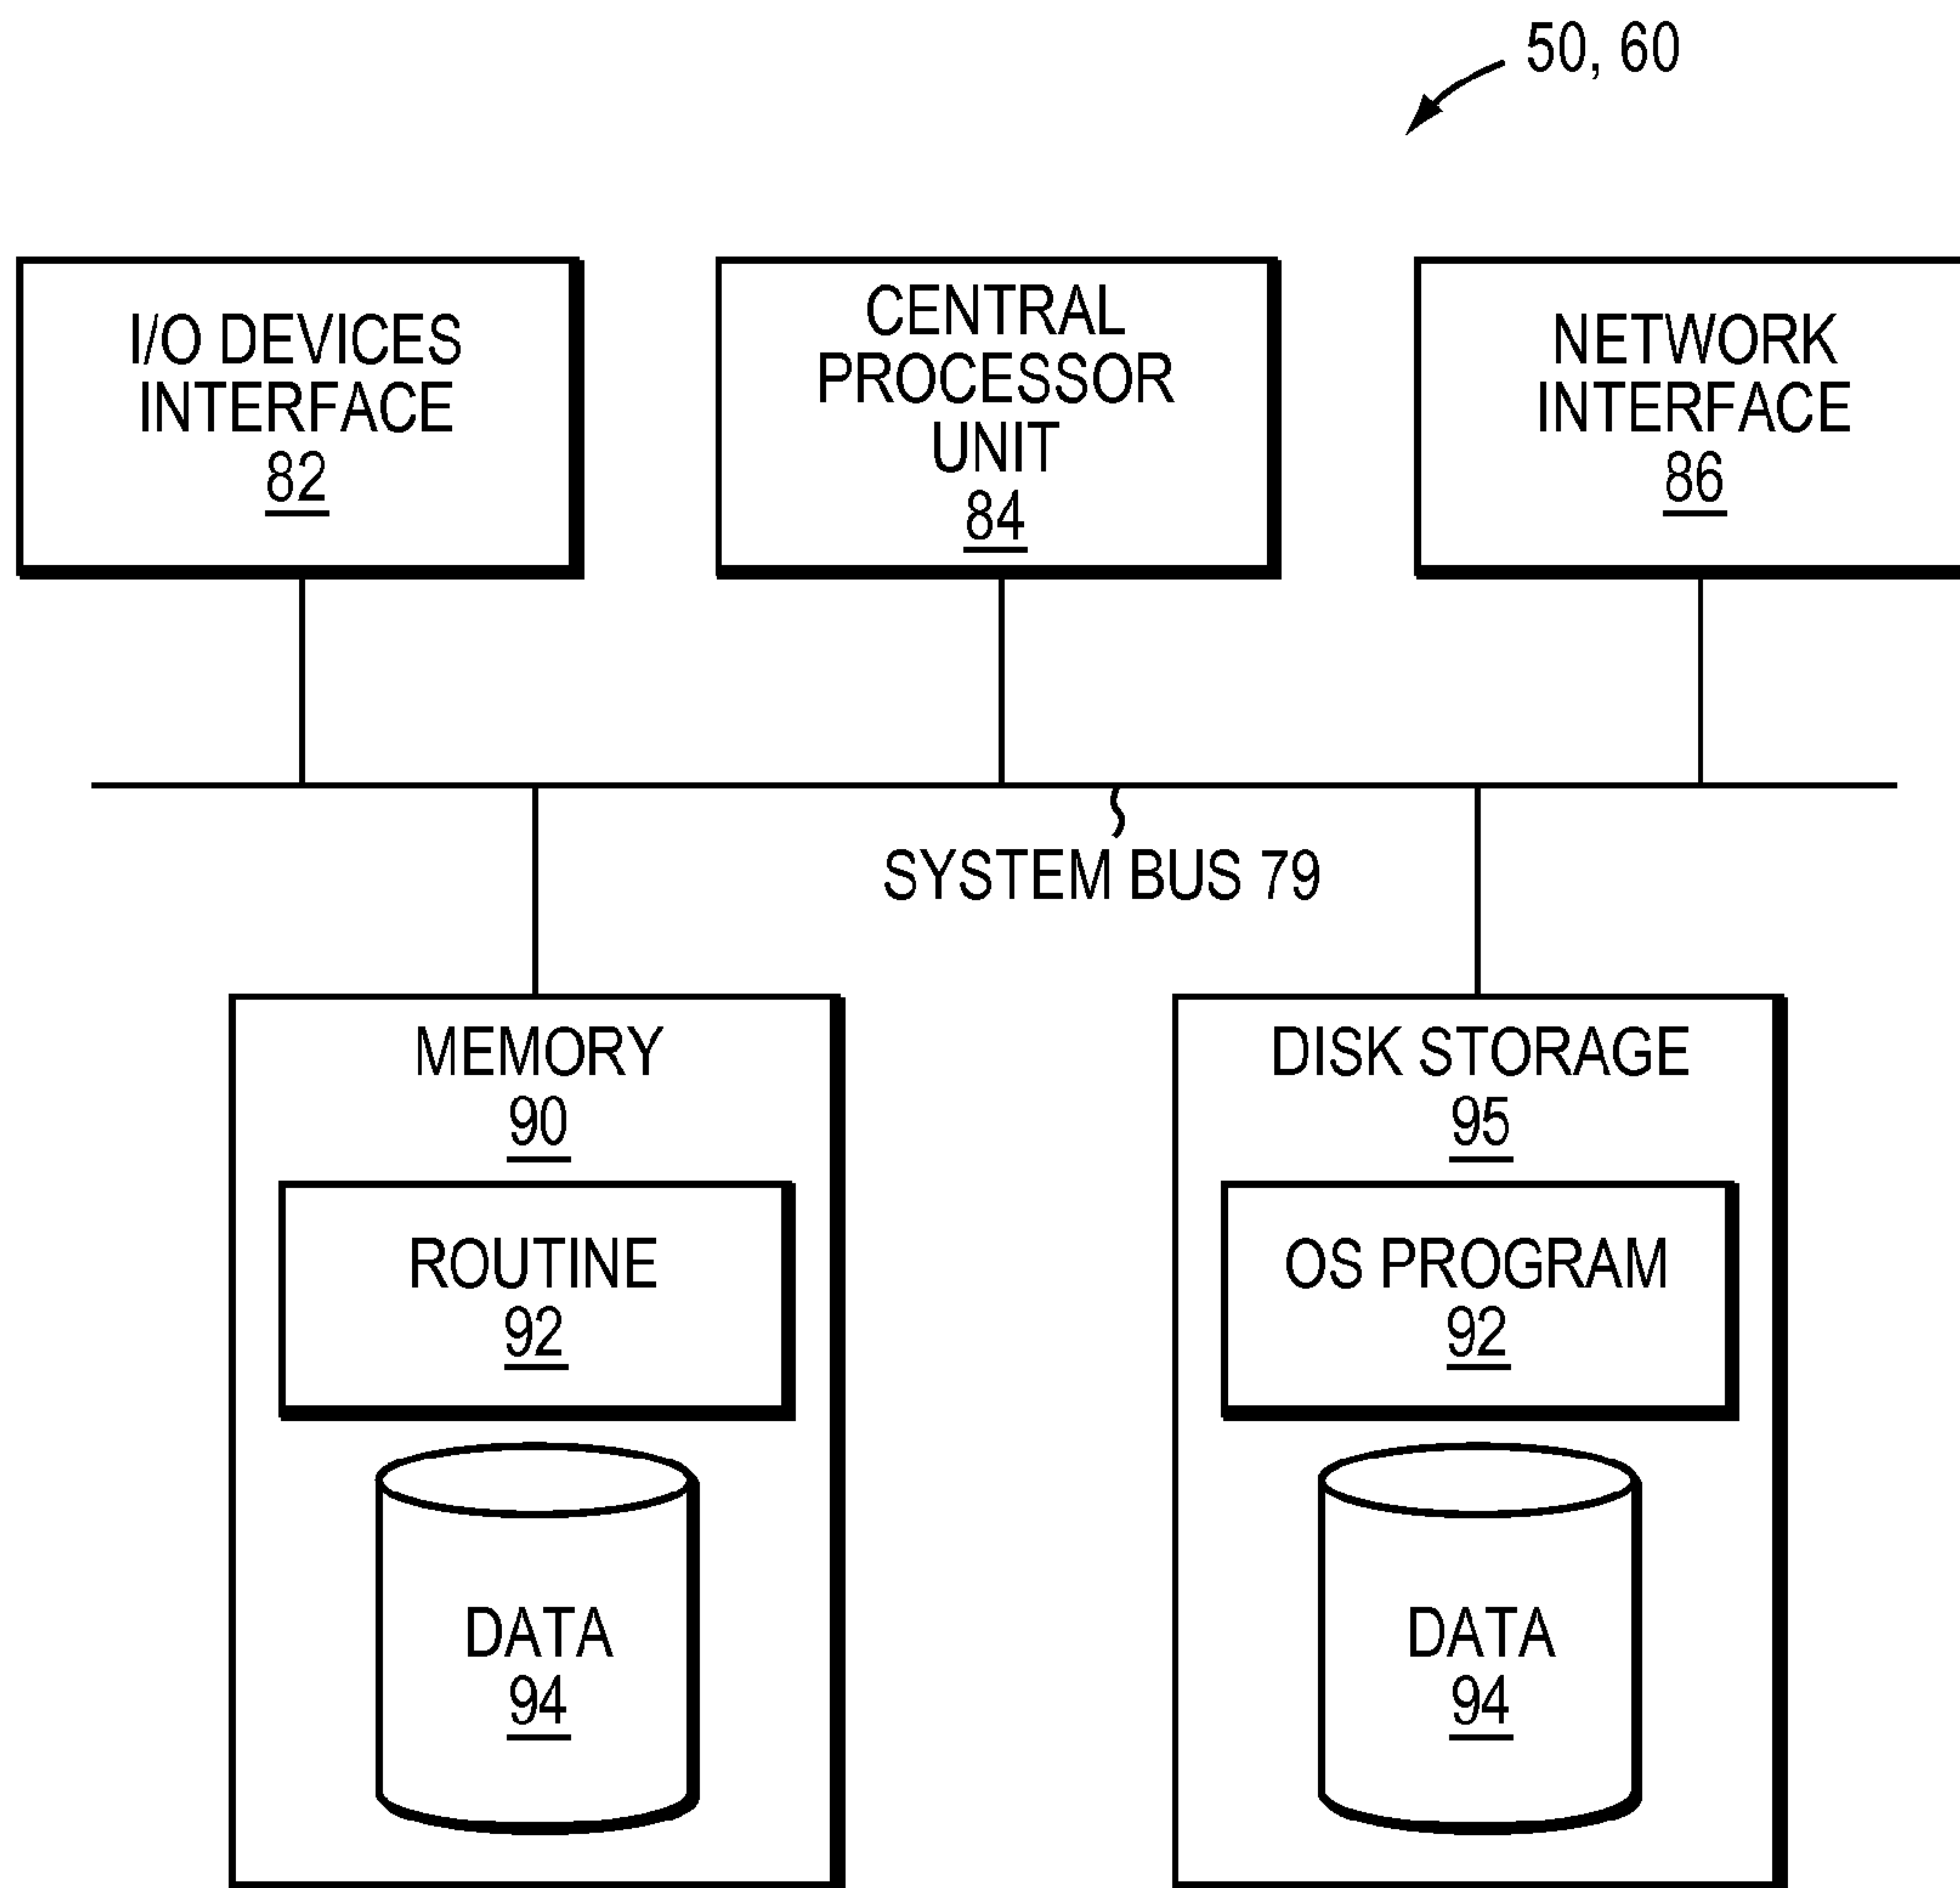 50, 60
I/O DEVICES
INTERFACE
82
CENTRAL
PROCESSOR
UNIT
84
NETWORK
INTERFACE
86
SYSTEM BUS 79
MEMORY
90
ROUTINE
92
DATA
94
DISK STORAGE
95
OS PROGRAM
92
DATA
94